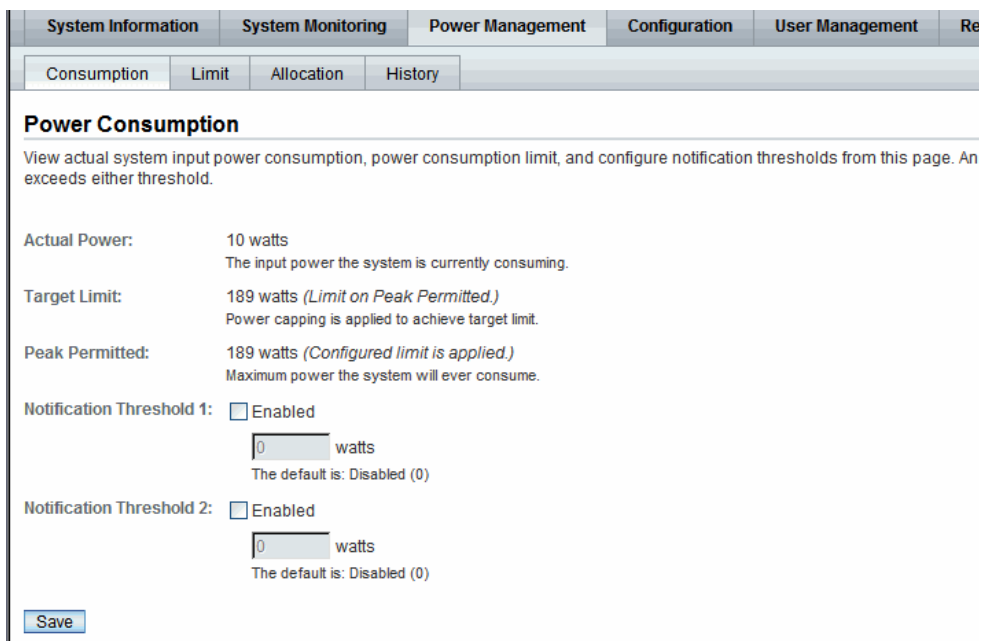 System Information System Monitoring Power Management Configuration User Management Re
Consumption Limit Allocation History
Power Consumption
View actual system input power consumption, power consumption limit, and configure notification thresholds from this page. An
exceeds either threshold.
Actual Power: 10 watts
The input power the system is currently consuming.
Target Limit: 189 watts (Limit on Peak Permitted.)
Power capping is applied to achieve target limit.
Peak Permitted: 189 watts (Configured limit is applied.)
Maximum power the system will ever consume.
Notification Threshold 1: Enabled
0 watts
The default is: Disabled (0)
Notification Threshold 2: Enabled
0 watts
The default is: Disabled (0)
Save